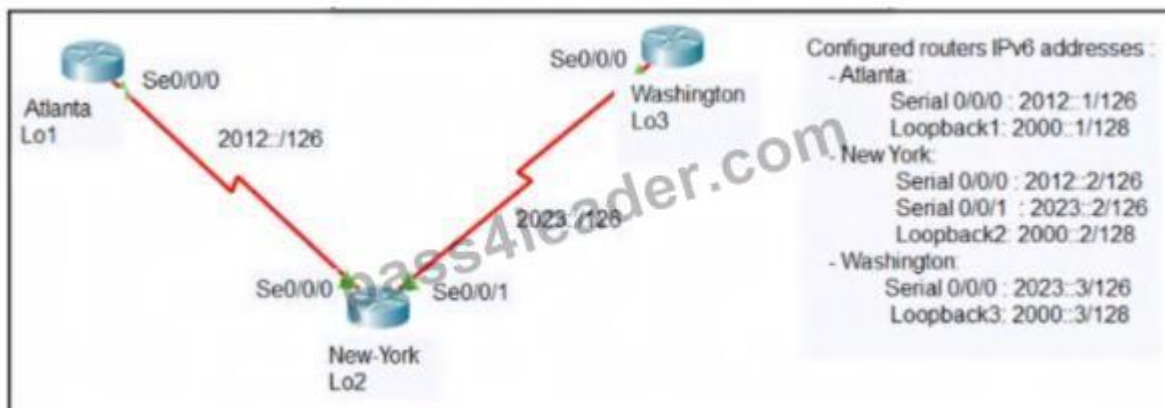 Se0/0/0
Atlanta
Lo1
2012::/126
Se0/0/0
Washington
Lo3
2023::/126
Se0/0/0
Se0/0/1
New-York
Lo2
Configured routers IPv6 addresses :
- Atlanta:
Serial 0/0/0 : 2012::1/126
Loopback1: 2000::1/128
- New York:
Serial 0/0/0 : 2012::2/126
Serial 0/0/1 : 2023::2/126
Loopback2: 2000::2/128
- Washington:
Serial 0/0/0 : 2023::3/126
Loopback3: 2000::3/128
pass4leader.com